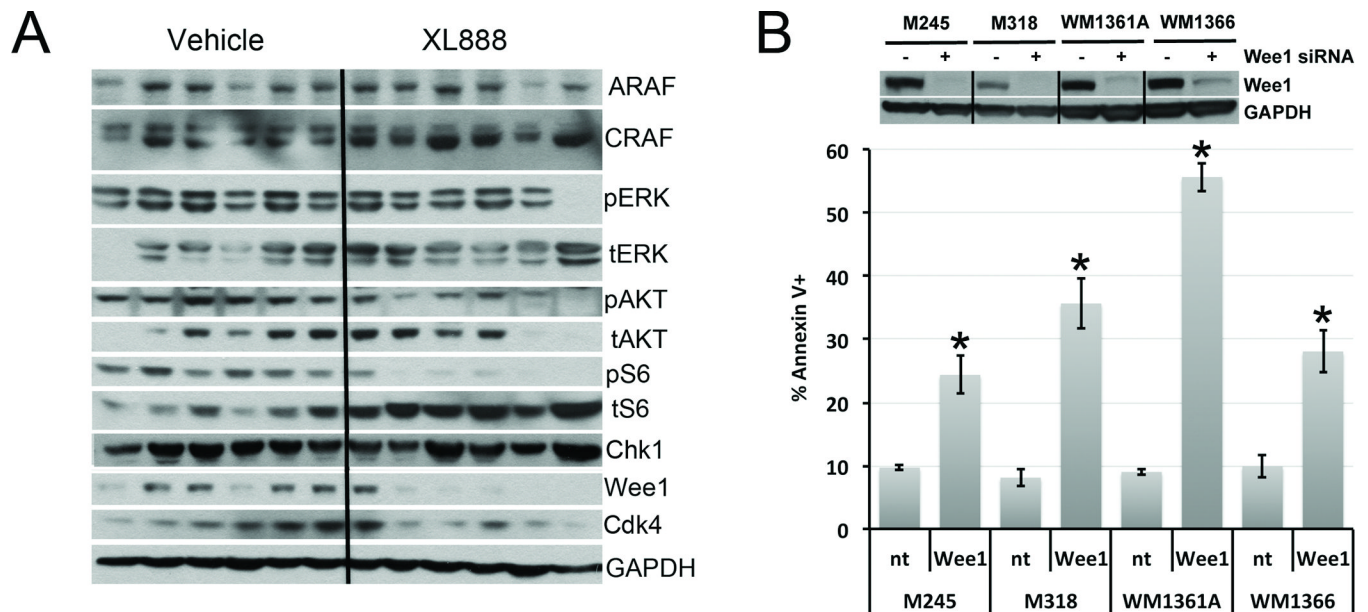 A
Vehicle XL888
ARAF
CRAF
pERK
tERK
pAKT
tAKT
pS6
tS6
Chk1
Wee1
Cdk4
GAPDH
B
M245 M318 WM1361A WM1366
- + - + - + - + Wee1 siRNA
Wee1
GAPDH
% Annexin V+
60
50
40
30
20
10
0
* * * *
nt Wee1 nt Wee1 nt Wee1 nt Wee1
M245 M318 WM1361A WM1366